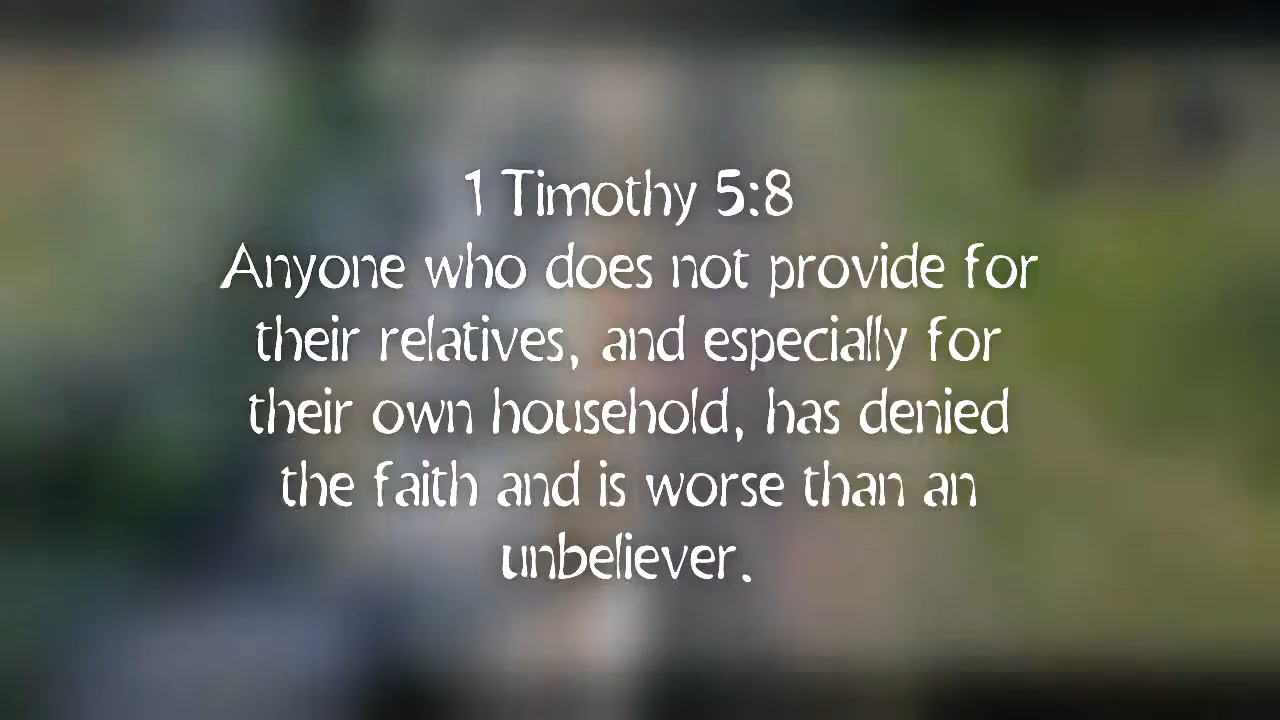 1 Timothy 5:8
Anyone who does not provide for
their relatives, and especially for
their own household, has denied
the faith and is worse than an
unbeliever.